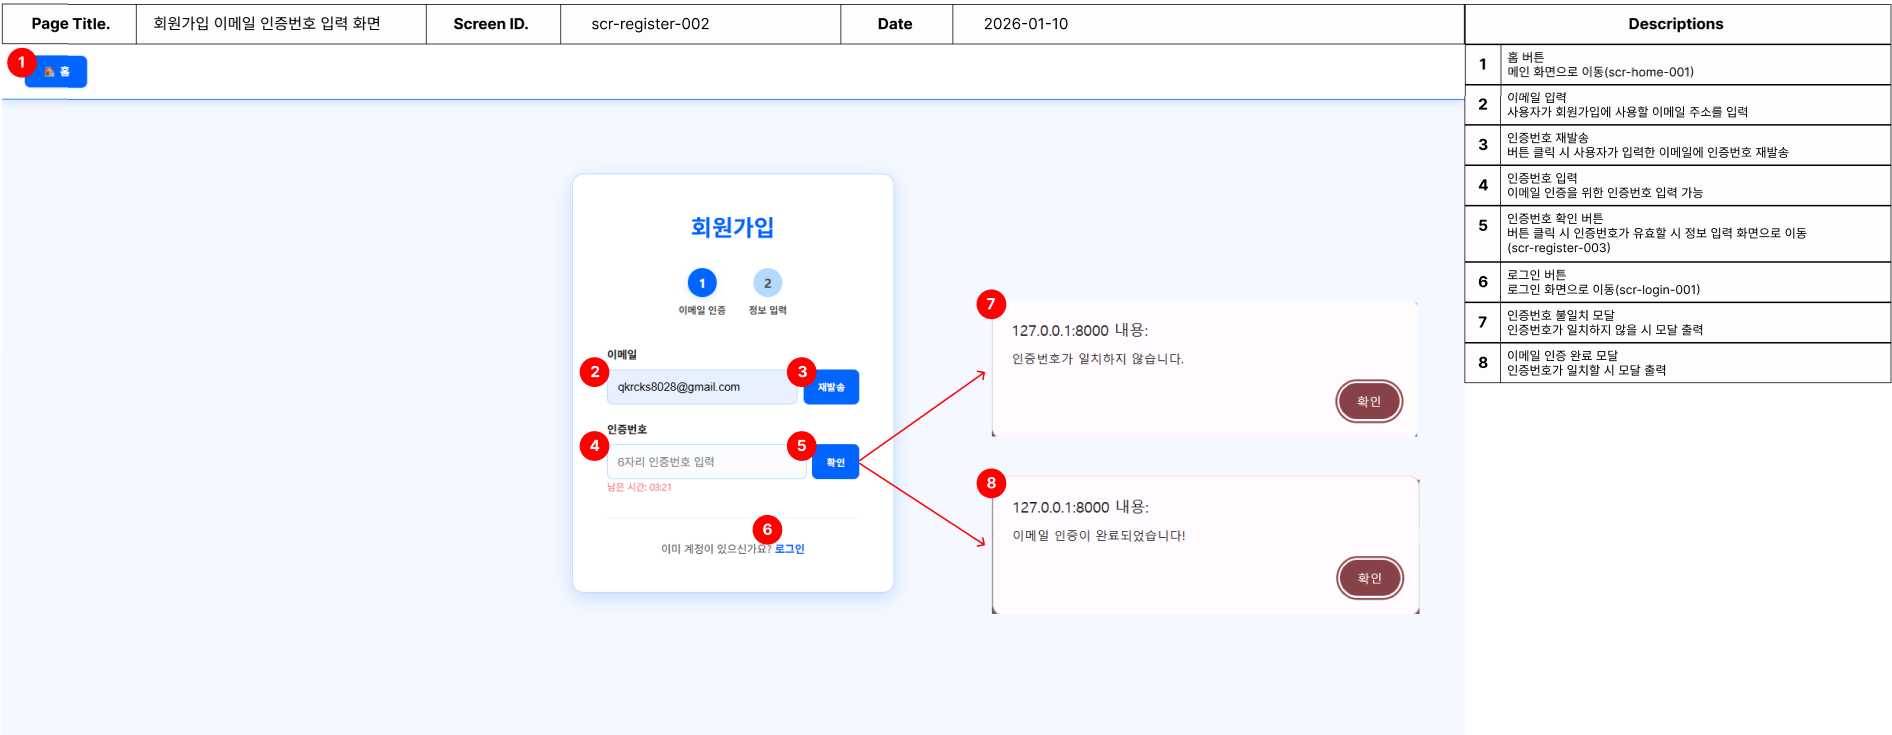 Page Title.
회원가입 이메일 인증번호 입력 화면
Screen ID.
scr-register-002
Date
2026-01-10
Descriptions
1
홈
회원가입
1
2
이메일 인증
정보 입력
이메일
2
qkrcks8028@gmail.com
3
재발송
인증번호
4
6자리 인증번호 입력
5
확인
남은 시간: 03:21
6
이미 계정이 있으신가요? 로그인
7
127.0.0.1:8000 내용:
인증번호가 일치하지 않습니다.
확인
8
127.0.0.1:8000 내용:
이메일 인증이 완료되었습니다!
확인
1
홈 버튼
메인 화면으로 이동(scr-home-001)
2
이메일 입력
사용자가 회원가입에 사용할 이메일 주소를 입력
3
인증번호 재발송
버튼 클릭 시 사용자가 입력한 이메일에 인증번호 재발송
4
인증번호 입력
이메일 인증을 위한 인증번호 입력 가능
5
인증번호 확인 버튼
버튼 클릭 시 인증번호가 유효할 시 정보 입력 화면으로 이동
(scr-register-003)
6
로그인 버튼
로그인 화면으로 이동(scr-login-001)
7
인증번호 불일치 모달
인증번호가 일치하지 않을 시 모달 출력
8
이메일 인증 완료 모달
인증번호가 일치할 시 모달 출력